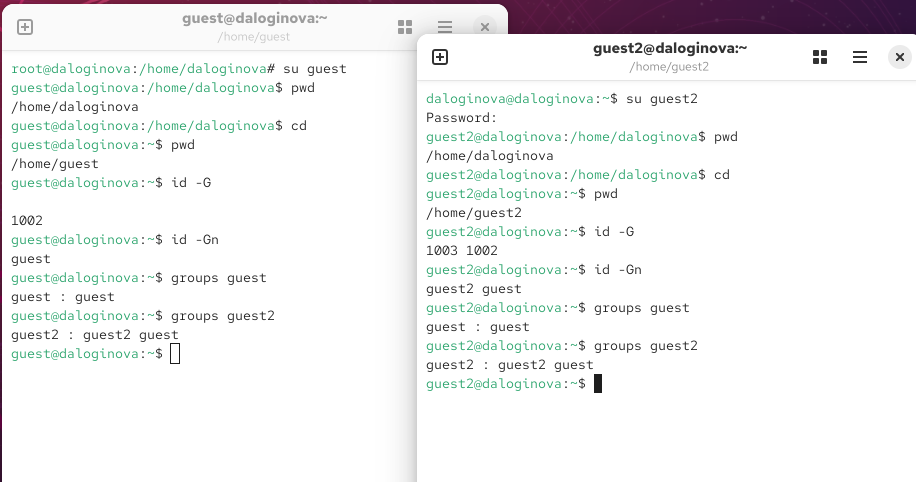 guest@daloginova:~
/home/guest
root@daloginova:/home/daloginova# su guest
guest@daloginova:/home/daloginova$ pwd
/home/daloginova
guest@daloginova:/home/daloginova$ cd
guest@daloginova:~$ pwd
/home/guest
guest@daloginova:~$ id -G
1002
guest@daloginova:~$ id -Gn
guest
guest@daloginova:~$ groups guest
guest : guest
guest@daloginova:~$ groups guest2
guest2 : guest2 guest
guest@daloginova:~$
guest2@daloginova:~
/home/guest2
daloginova@daloginova:~$ su guest2
Password:
guest2@daloginova:/home/daloginova$ pwd
/home/daloginova
guest2@daloginova:/home/daloginova$ cd
guest2@daloginova:~$ pwd
/home/guest2
guest2@daloginova:~$ id -G
1003 1002
guest2@daloginova:~$ id -Gn
guest2 guest
guest2@daloginova:~$ groups guest
guest : guest
guest2@daloginova:~$ groups guest2
guest2 : guest2 guest
guest2@daloginova:~$